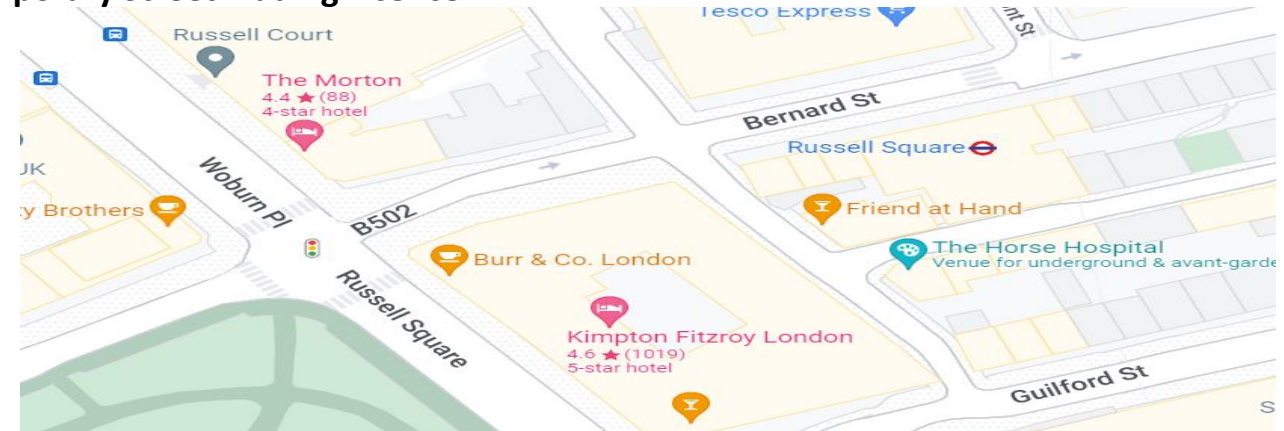 Tesco Express
Russell Court
The Morton
4.4 ★ (88)
4-star hotel
Bernard St
Russell Square
UK
Woburn Pl
y Brothers
B502
Friend at Hand
Burr & Co. London
The Horse Hospital
Venue for underground & avant-garde
Russell Square
Kimpton Fitzroy London
4.6 ★ (1019)
5-star hotel
Guilford St
S